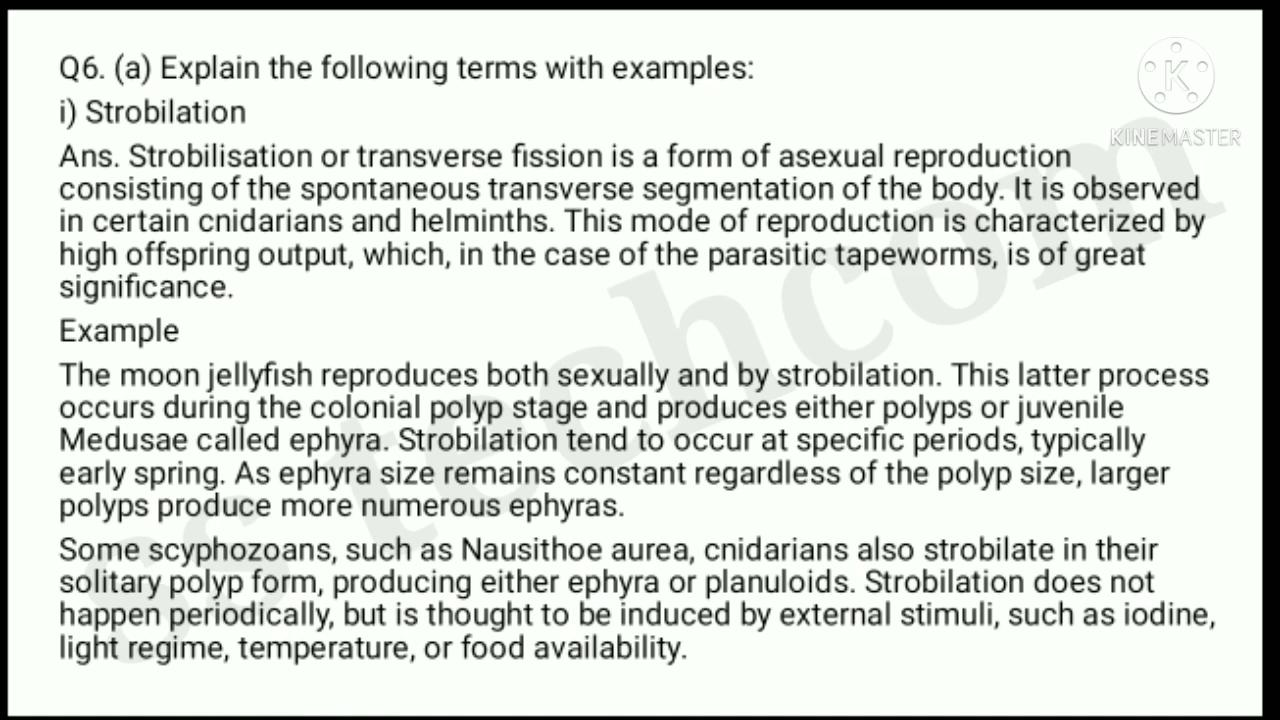 Q6. (a) Explain the following terms with examples:
i) Strobilation
Ans. Strobilisation or transverse fission is a form of asexual reproduction
consisting of the spontaneous transverse segmentation of the body. It is observed
in certain cnidarians and helminths. This mode of reproduction is characterized by
high offspring output, which, in the case of the parasitic tapeworms, is of great
significance.
Example
The moon jellyfish reproduces both sexually and by strobilation. This latter process
occurs during the colonial polyp stage and produces either polyps or juvenile
Medusae called ephyra. Strobilation tend to occur at specific periods, typically
early spring. As ephyra size remains constant regardless of the polyp size, larger
polyps produce more numerous ephyras.
Some scyphozoans, such as Nausithoe aurea, cnidarians also strobilate in their
solitary polyp form, producing either ephyra or planuloids. Strobilation does not
happen periodically, but is thought to be induced by external stimuli, such as iodine,
light regime, temperature, or food availability.
K
KINEMASTER
es techcom